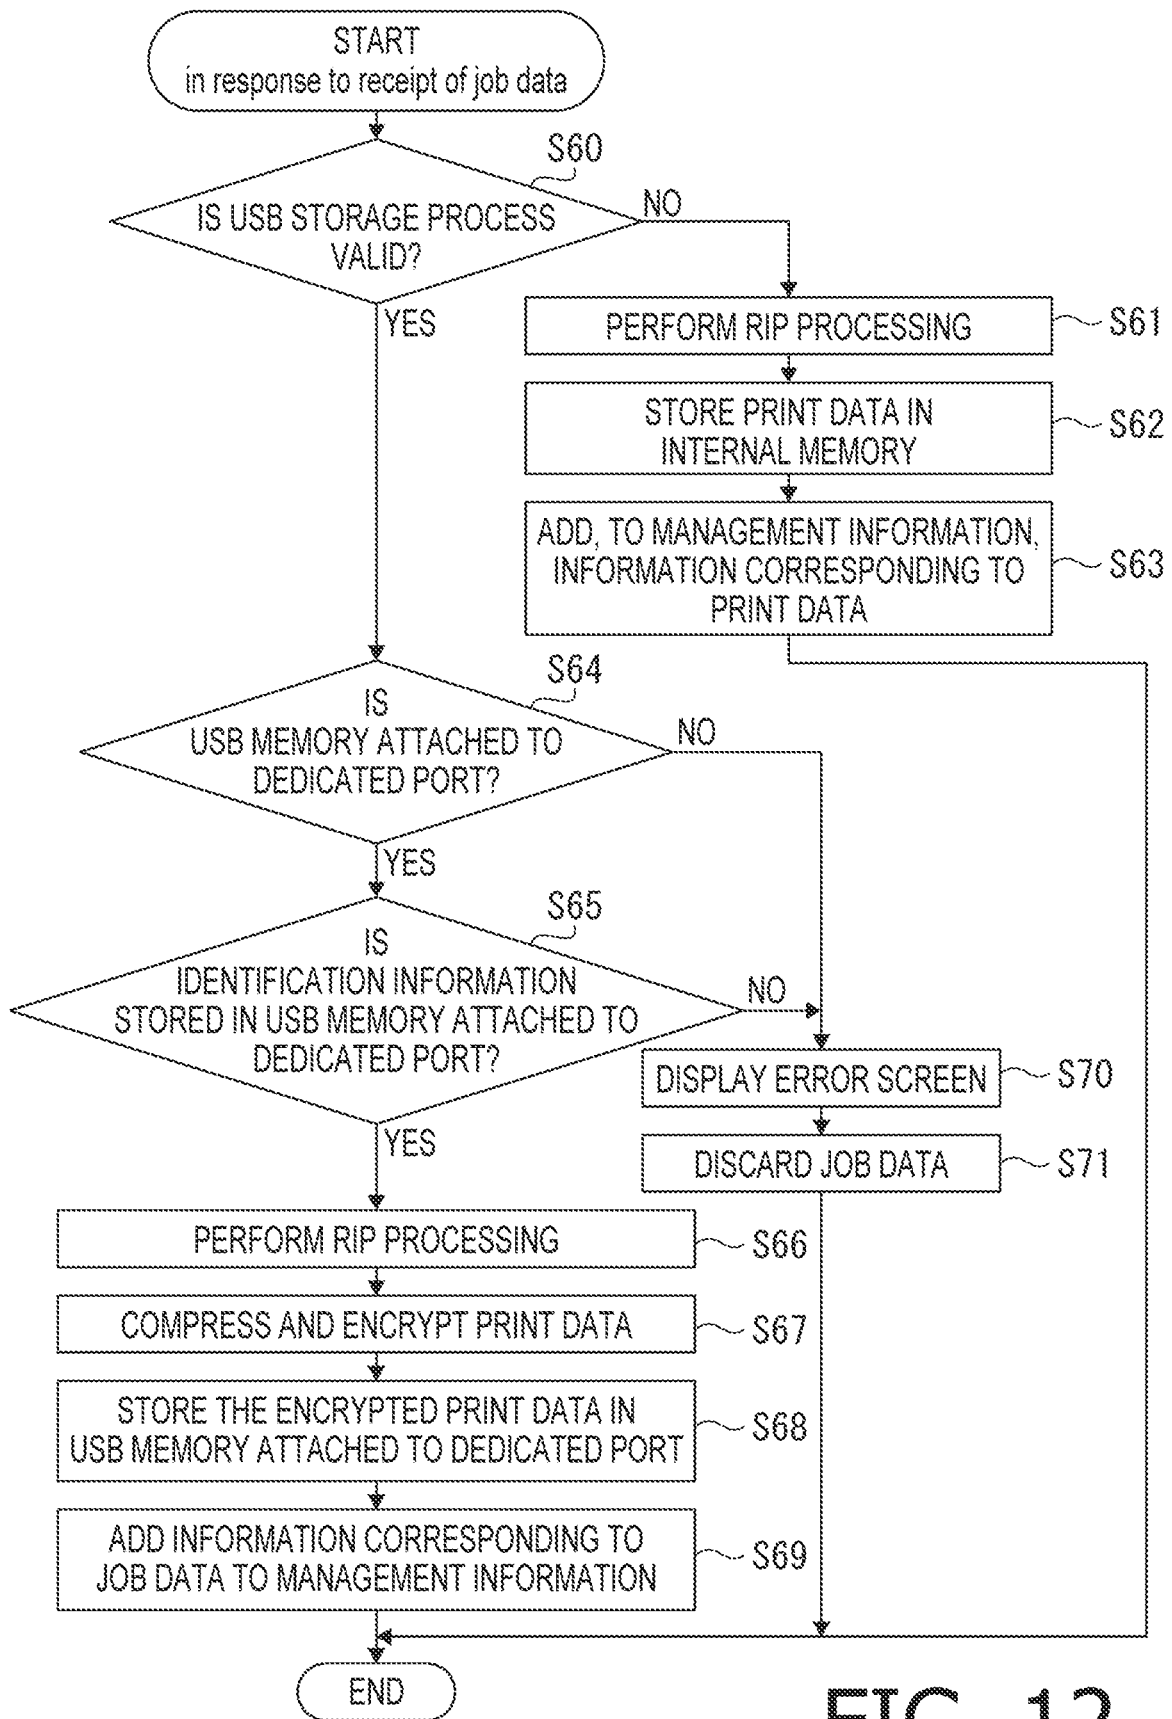 START
in response to receipt of job data
S60
IS USB STORAGE PROCESS
VALID?
NO
YES
PERFORM RIP PROCESSING
S61
STORE PRINT DATA IN
INTERNAL MEMORY
S62
ADD, TO MANAGEMENT INFORMATION,
INFORMATION CORRESPONDING TO
PRINT DATA
S63
S64
IS
USB MEMORY ATTACHED TO
DEDICATED PORT?
NO
YES
S65
IS
IDENTIFICATION INFORMATION
STORED IN USB MEMORY ATTACHED TO
DEDICATED PORT?
NO
YES
DISPLAY ERROR SCREEN
S70
DISCARD JOB DATA
S71
PERFORM RIP PROCESSING
S66
COMPRESS AND ENCRYPT PRINT DATA
S67
STORE THE ENCRYPTED PRINT DATA IN
USB MEMORY ATTACHED TO DEDICATED PORT
S68
ADD INFORMATION CORRESPONDING TO
JOB DATA TO MANAGEMENT INFORMATION
S69
END
FIG. 12